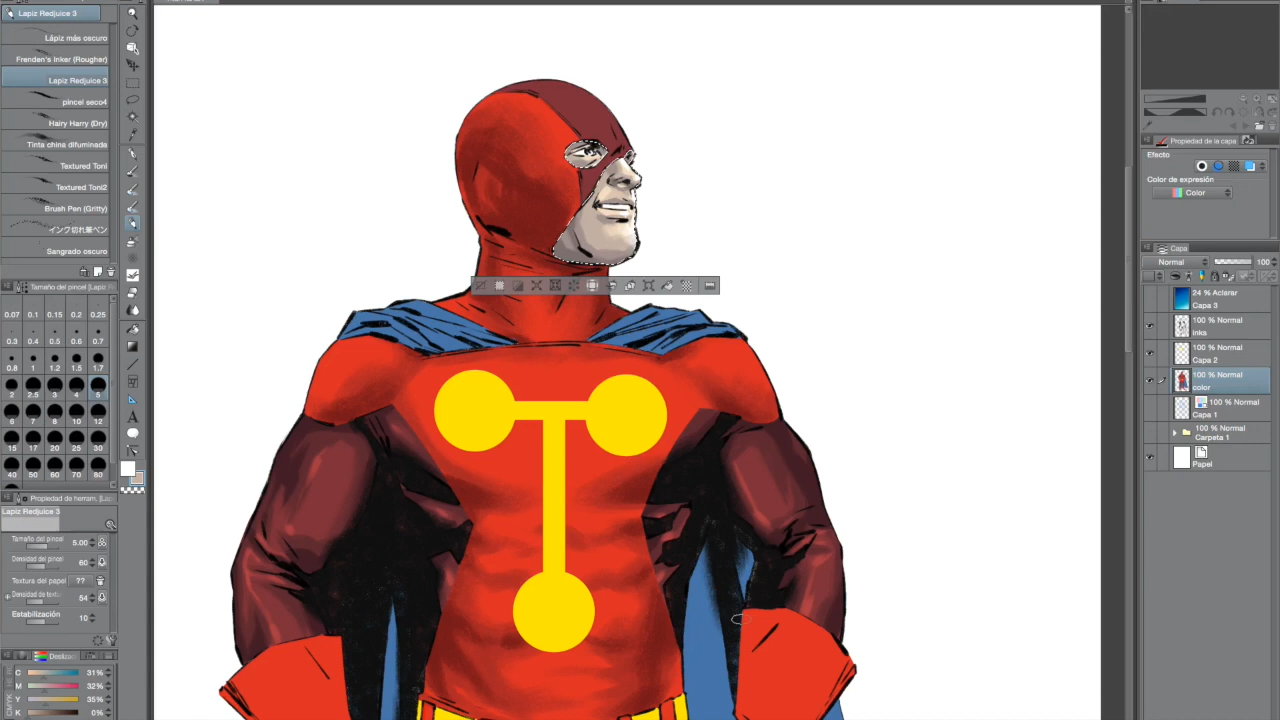 Lapiz Redjuice 3
Lápiz más oscuro
Frenden's Inker (Rougher)
Lapiz Redjuice 3
pincel seco4
Hairy Harry (Dry)
Tinta china difuminada
Textured Toni
Textured Toni2
Brush Pen (Gritty)
インク切れ筆ペン
Sangrado oscuro
Tamaño del pincel [Lapiz
0.07 0.1 0.15 0.2 0.25
0.3 0.4 0.5 0.6 0.7
0.8 1 1.2 1.5 1.7
2 2.5 3 4 5
6 7 8 10 12
15 17 20 25 30
40 50 60 70 80
Propiedad de herram. [Lap
Lapiz Redjuice 3
Tamaño del pincel 5.00
Densidad del pincel 60
Textura del papel ??
Densidad de textu 54
Estabilización 10
Desliza
CMYK
C 31%
M 32%
Y 35%
K 0%
A
Propiedad de la capa
Efecto
Color de expresión
Color
Capa
Normal 100
24 % Aclarar
Capa 3
100 % Normal
inks
100 % Normal
Capa 2
100 % Normal
color
100 % Normal
Capa 1
100 % Normal
Carpeta 1
Papel